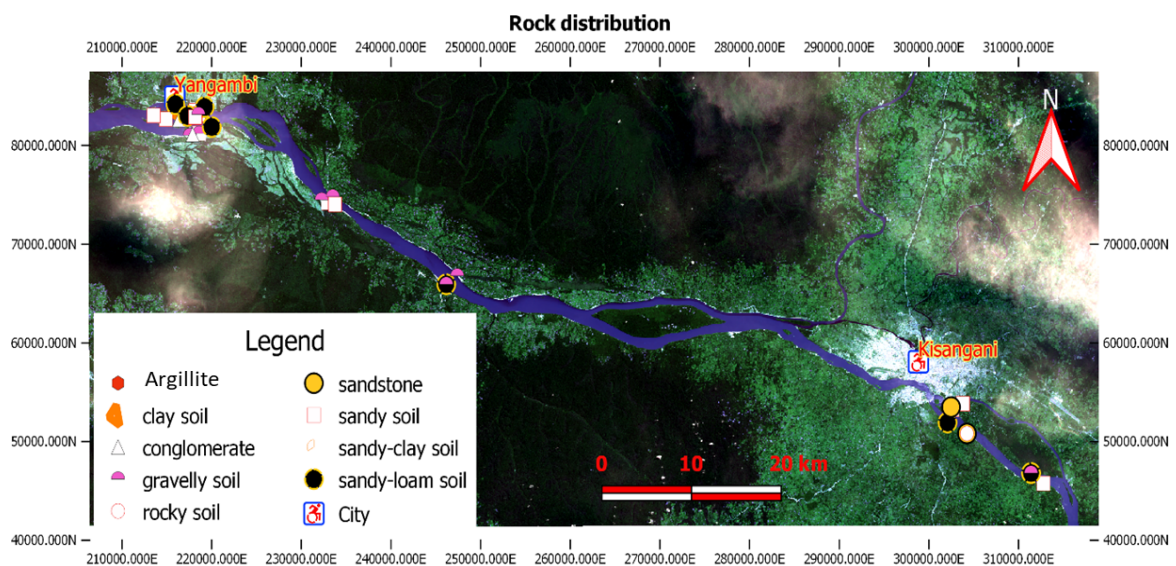 Rock distribution
210000.000E 220000.000E 230000.000E 240000.000E 250000.000E 260000.000E 270000.000E 280000.000E 290000.000E 300000.000E 310000.000E
Yangambi
N
80000.000N 80000.000N
70000.000N 70000.000N
60000.000N 60000.000N
Kisangani
Legend
Argillite
clay soil
conglomerate
gravelly soil
rocky soil
sandstone
sandy soil
sandy-clay soil
sandy-loam soil
City
50000.000N 50000.000N
0 10 20 km
40000.000N 40000.000N
210000.000E 220000.000E 230000.000E 240000.000E 250000.000E 260000.000E 270000.000E 280000.000E 290000.000E 300000.000E 310000.000E